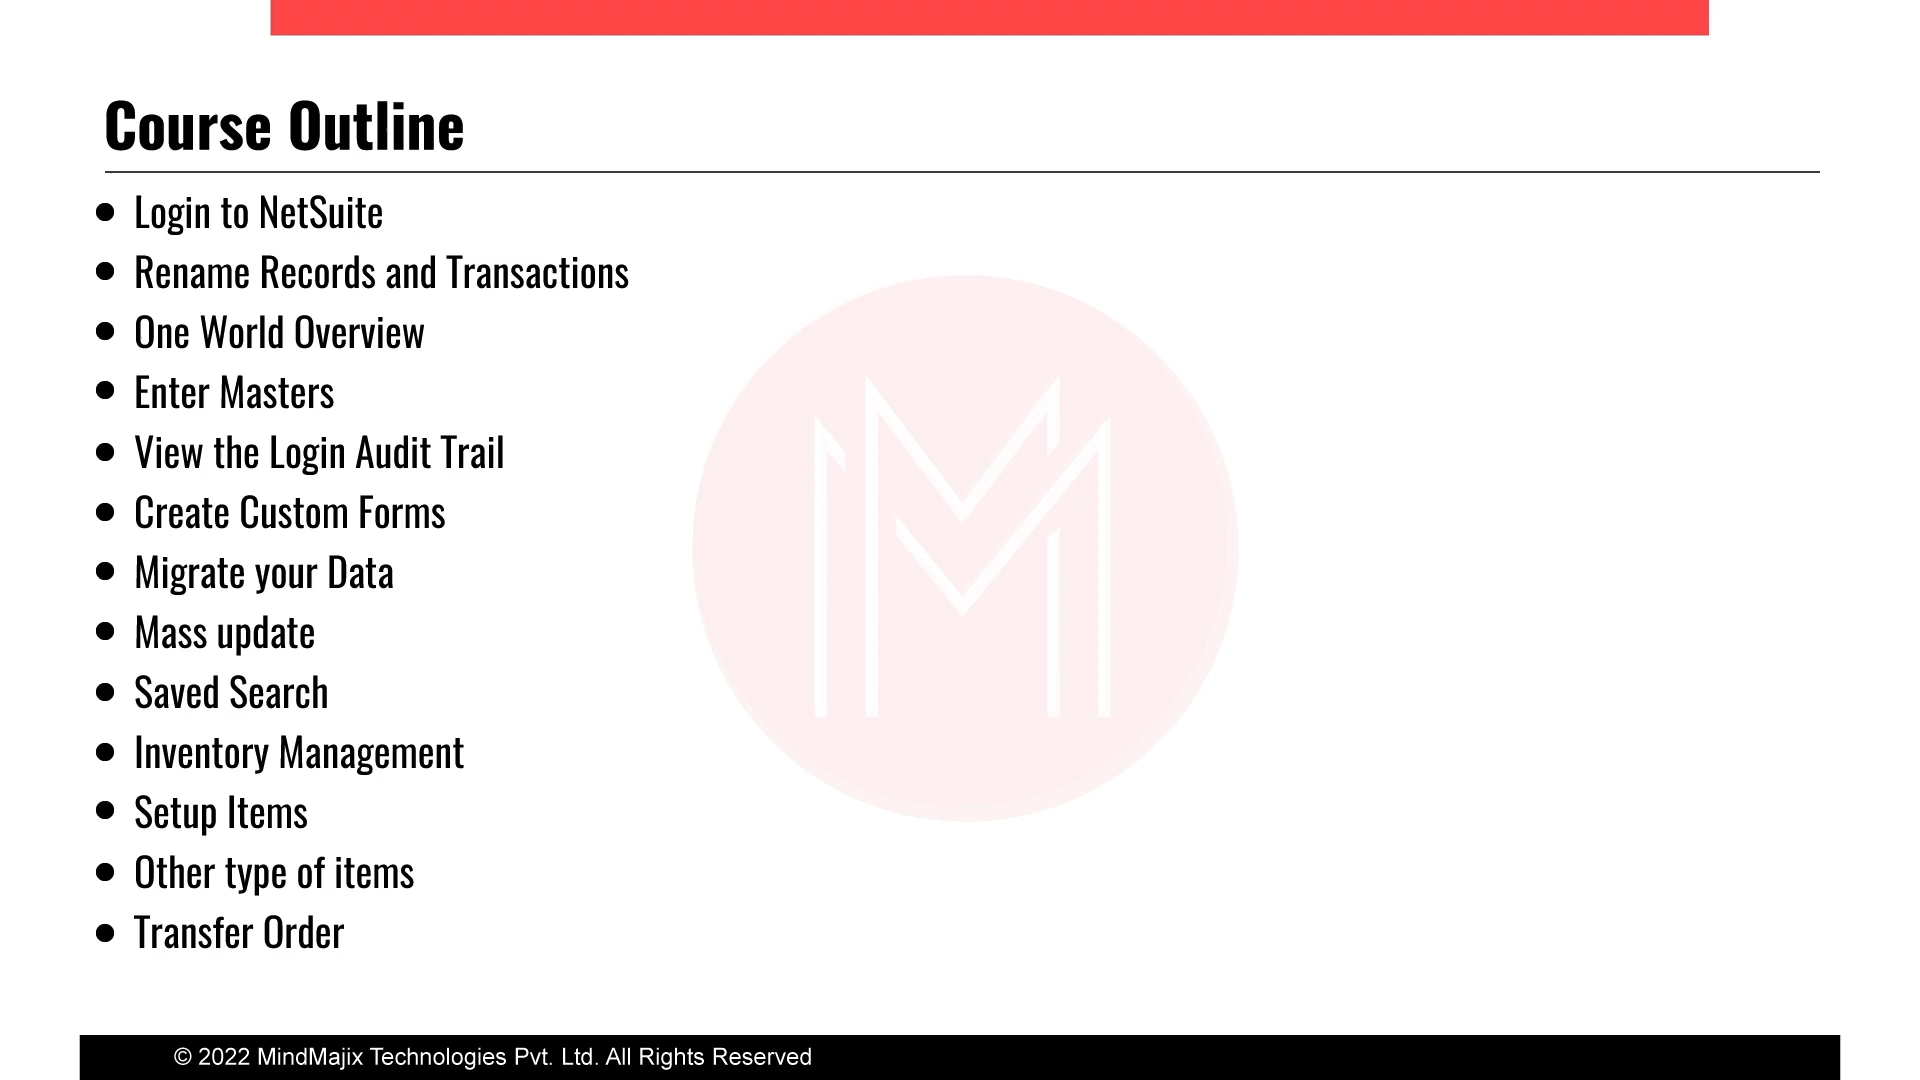 Course Outline
● Login to NetSuite
● Rename Records and Transactions
● One World Overview
● Enter Masters
● View the Login Audit Trail
● Create Custom Forms
● Migrate your Data
● Mass update
● Saved Search
● Inventory Management
● Setup Items
● Other type of items
● Transfer Order
© 2022 MindMajix Technologies Pvt. Ltd. All Rights Reserved